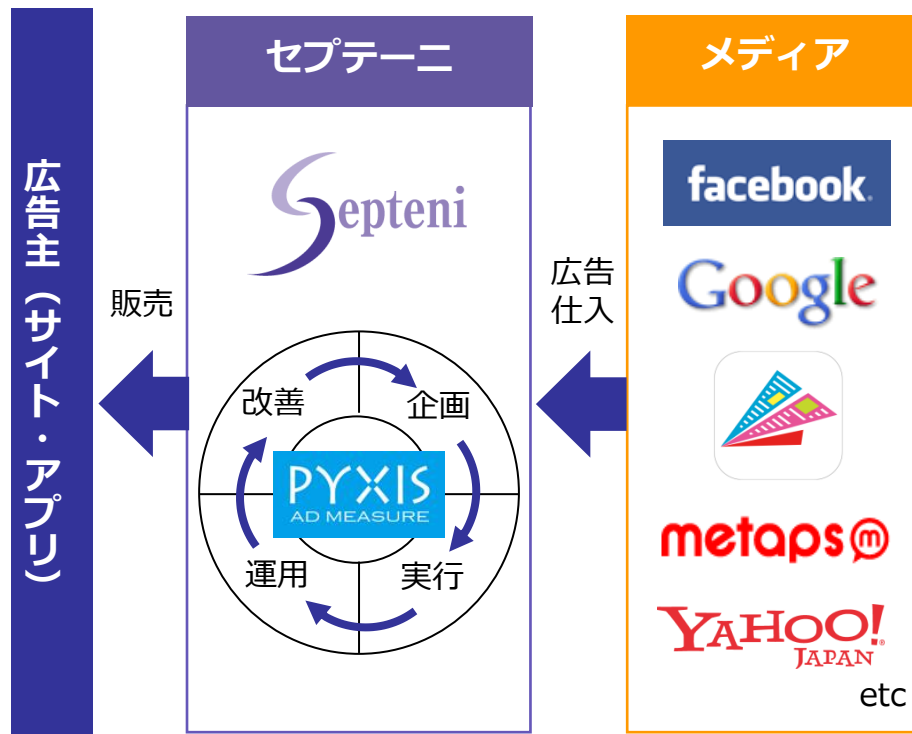 広告主（サイト・アプリ）
販売
セプテーニ
Septeni
改善
企画
PYXIS
AD MEASURE
運用
実行
広告
仕入
メディア
facebook.
Google
metaps m
YAHOO!
JAPAN
etc